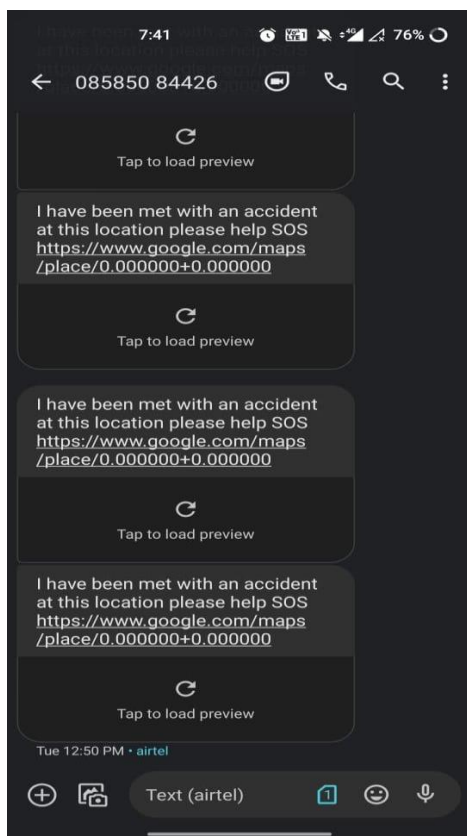 7:41
4G
76%
085850 84426
Tap to load preview
I have been met with an accident
at this location please help SOS
https://www.google.com/maps
/place/0.000000+0.000000
Tap to load preview
I have been met with an accident
at this location please help SOS
https://www.google.com/maps
/place/0.000000+0.000000
Tap to load preview
I have been met with an accident
at this location please help SOS
https://www.google.com/maps
/place/0.000000+0.000000
Tap to load preview
Tue 12:50 PM • airtel
Text (airtel)
1